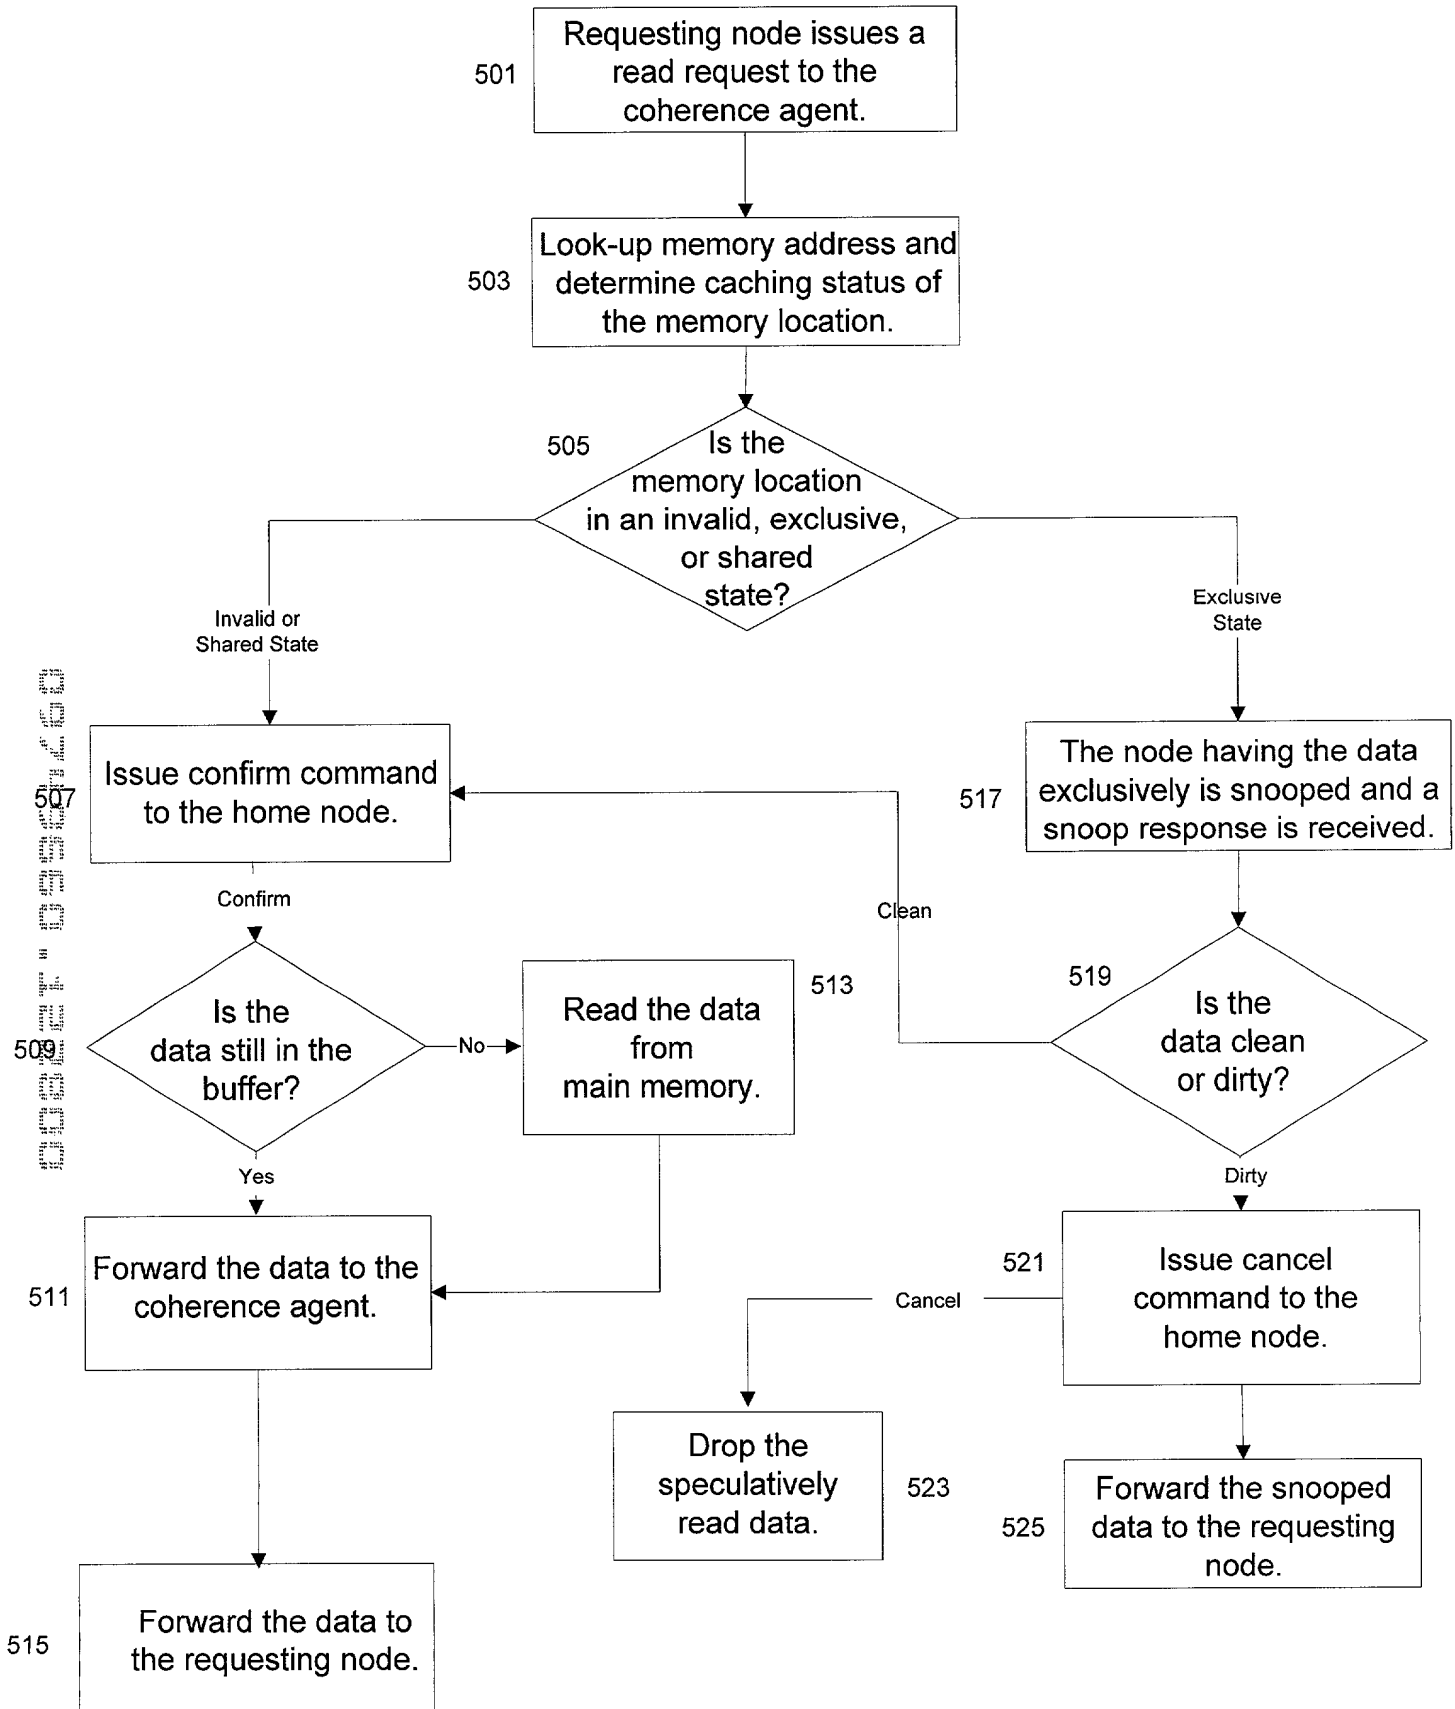 Requesting node issues a
read request to the
coherence agent.
501
Look-up memory address and
determine caching status of
the memory location.
503
505
Is the
memory location
in an invalid, exclusive,
or shared
state?
Invalid or
Shared State
Exclusive
State
Issue confirm command
to the home node.
507
517
The node having the data
exclusively is snooped and a
snoop response is received.
Confirm
Clean
509
Is the
data still in the
buffer?
No
Read the data
from
main memory.
513
519
Is the
data clean
or dirty?
Yes
Dirty
511
Forward the data to the
coherence agent.
Cancel
521
Issue cancel
command to the
home node.
Drop the
speculatively
read data.
523
525
Forward the snooped
data to the requesting
node.
515
Forward the data to
the requesting node.